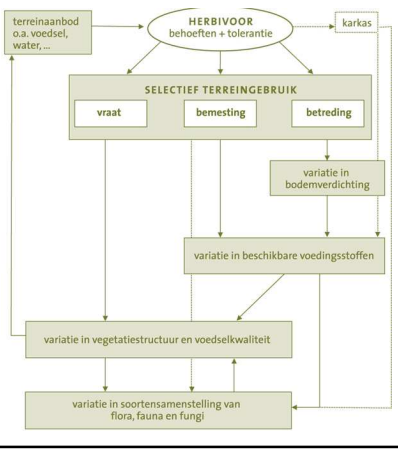 terreinaanbod
o.a. voedsel,
water, ...
HERBIVOOR
behoeften + tolerantie
karkas
SELECTIEF TERREINGEBRUIK
vraat
bemesting
betreding
variatie in
bodemverdichting
variatie in beschikbare voedingsstoffen
variatie in vegetatiestructuur en voedselkwaliteit
variatie in soortensamenstelling van
flora, fauna en fungi